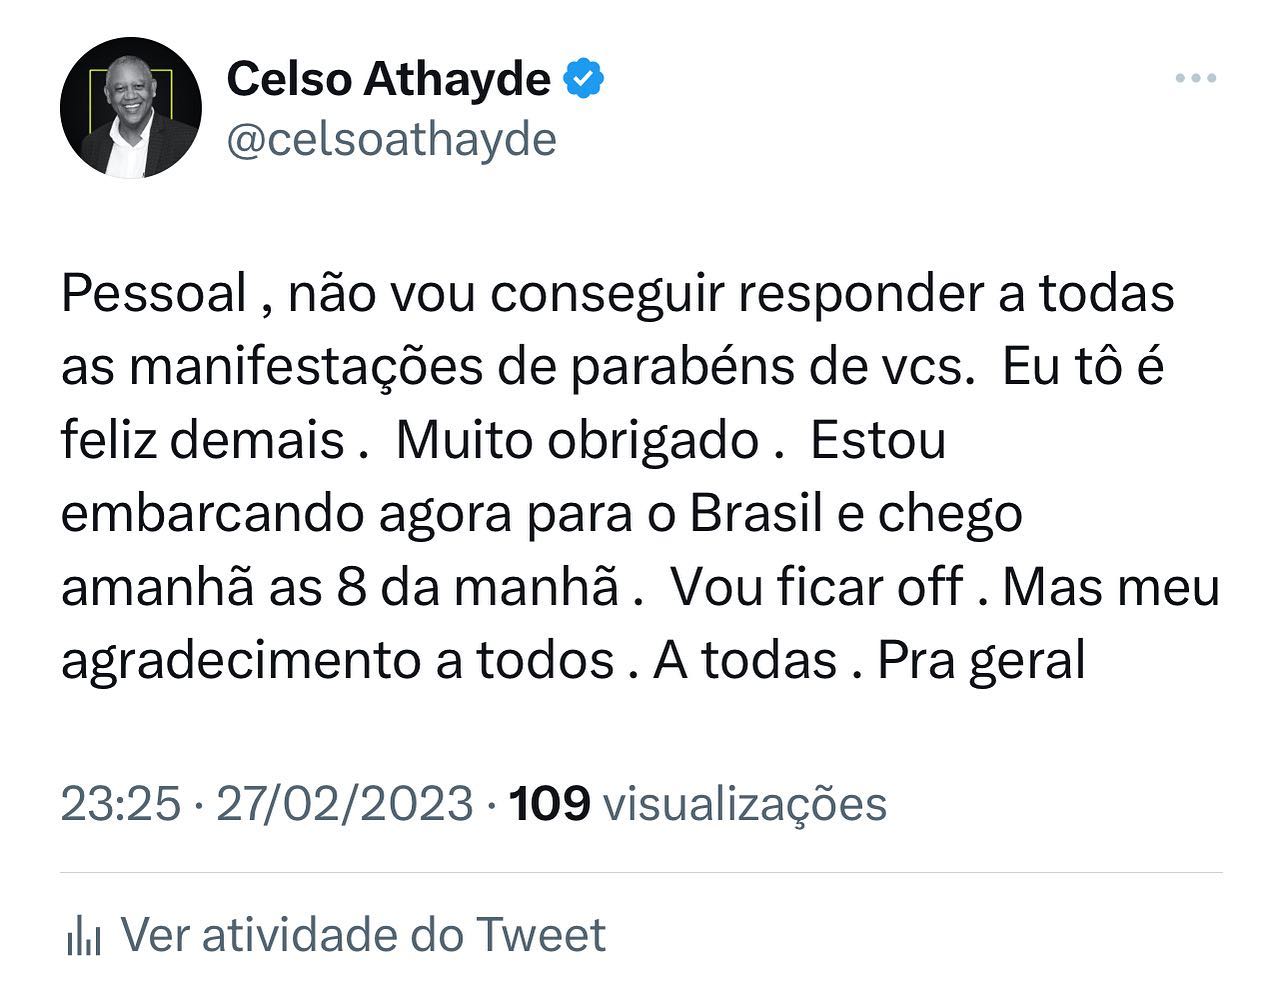 Celso Athayde
@celsoathayde
Pessoal , não vou conseguir responder a todas
as manifestações de parabéns de vcs.  Eu tô é
feliz demais .  Muito obrigado .  Estou
embarcando agora para o Brasil e chego
amanhã as 8 da manhã .  Vou ficar off . Mas meu
agradecimento a todos . A todas . Pra geral
23:25 · 27/02/2023 · 109 visualizações
Ver atividade do Tweet